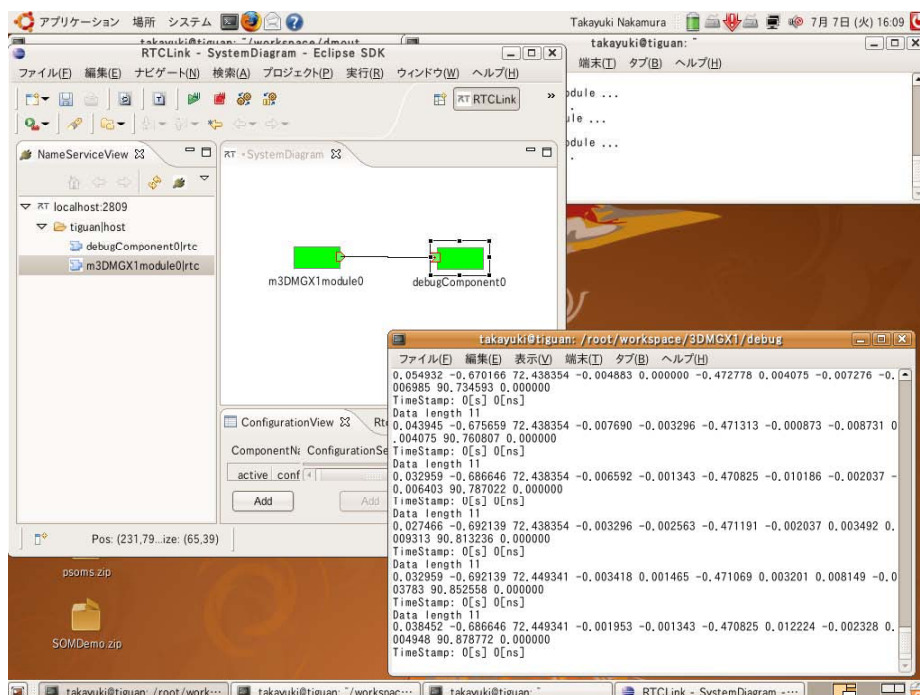 アプリケーション 場所 システム
Takayuki Nakamura
7月 7日 (火) 16:09
takayuki@tiguan: ~/workspace/dmout
RTCLink - SystemDiagram - Eclipse SDK
ファイル(F) 編集(E) ナビゲート(N) 検索(A) プロジェクト(P) 実行(R) ウィンドウ(W) ヘルプ(H)
RTCLink
»
NameServiceView
*SystemDiagram
localhost:2809
tiguan|host
debugComponent0|rtc
m3DMGX1module0|rtc
m3DMGX1module0
debugComponent0
ConfigurationView
ComponentNa
ConfigurationSe
active
conf
Add
Add
Pos: (231,79...ize: (65,39)
takayuki@tiguan: ~
端末(T) タブ(B) ヘルプ(H)
odule ...
.
ule ...
odule ...
.
takayuki@tiguan: /root/workspace/3DMGX1/debug
ファイル(F) 編集(E) 表示(V) 端末(T) タブ(B) ヘルプ(H)
0.054932 -0.670166 72.438354 -0.004883 0.000000 -0.472778 0.004075 -0.007276 -0.
006985 90.734593 0.000000
TimeStamp: 0[s] 0[ns]
Data length 11
0.043945 -0.675659 72.438354 -0.007690 -0.003296 -0.471313 -0.000873 -0.008731 0
.004075 90.760807 0.000000
TimeStamp: 0[s] 0[ns]
Data length 11
0.032959 -0.686646 72.438354 -0.006592 -0.001343 -0.470825 -0.010186 -0.002037 -
0.006403 90.787022 0.000000
TimeStamp: 0[s] 0[ns]
Data length 11
0.027466 -0.692139 72.438354 -0.003296 -0.002563 -0.471191 -0.002037 0.003492 0.
009313 90.813236 0.000000
TimeStamp: 0[s] 0[ns]
Data length 11
0.032959 -0.692139 72.449341 -0.003418 0.001465 -0.471069 0.003201 0.008149 -0.0
03783 90.852558 0.000000
TimeStamp: 0[s] 0[ns]
Data length 11
0.038452 -0.686646 72.449341 -0.001953 -0.001343 -0.470825 0.012224 -0.002328 0.
004948 90.878772 0.000000
TimeStamp: 0[s] 0[ns]
psoms.zip
SOMDemo.zip
takayuki@tiguan: /root/work...
takayuki@tiguan: ~/workspac...
takayuki@tiguan: ~
RTCLink - SystemDiagram -...